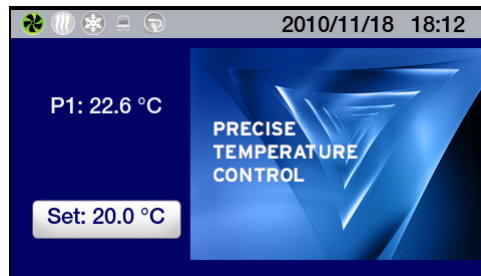 2010/11/18 18:12
P1: 22.6 °C
PRECISE
TEMPERATURE
CONTROL
Set: 20.0 °C